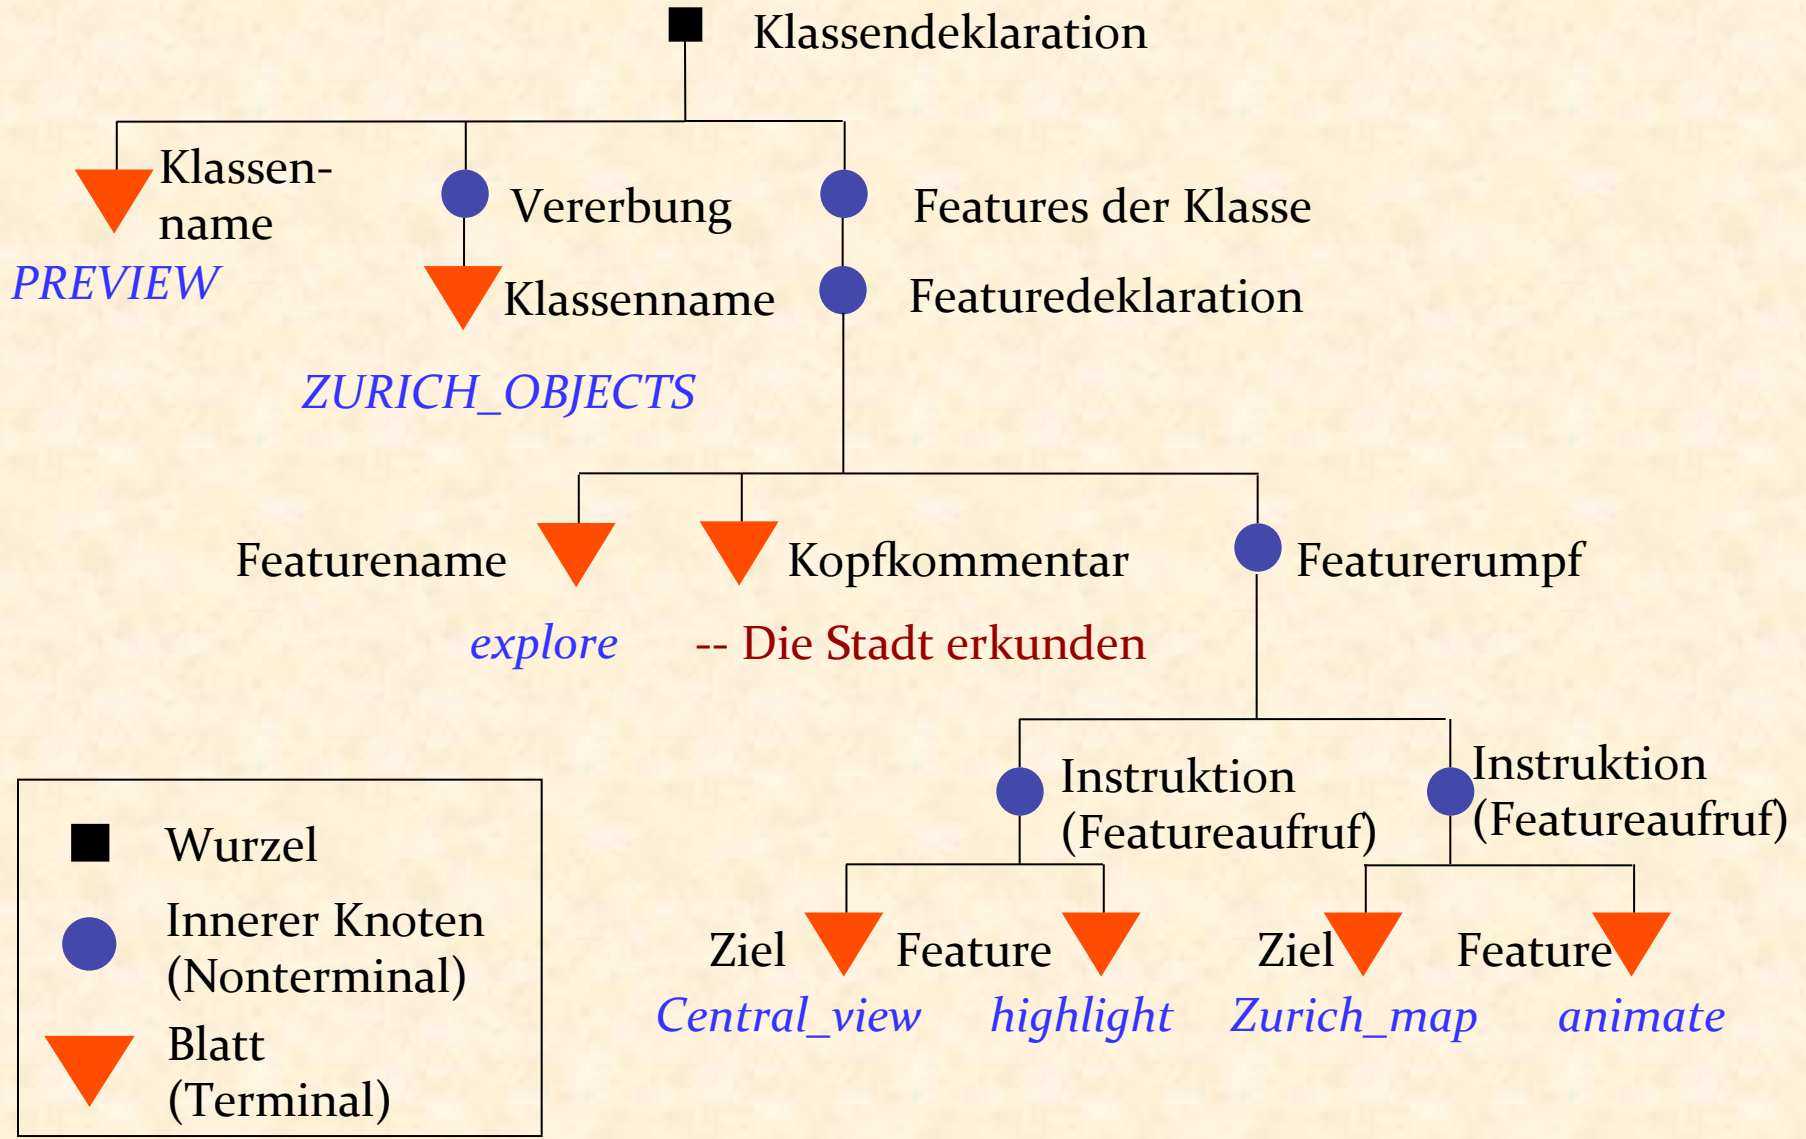 Klassendeklaration
Klassen-
name
PREVIEW
Vererbung
Klassenname
ZURICH_OBJECTS
Features der Klasse
Featuredeklaration
Featurename
explore
Kopfkommentar
-- Die Stadt erkunden
Featurerumpf
Instruktion
(Featureaufruf)
Instruktion
(Featureaufruf)
Ziel
Central_view
Feature
highlight
Ziel
Zurich_map
Feature
animate
Wurzel
Innerer Knoten
(Nonterminal)
Blatt
(Terminal)